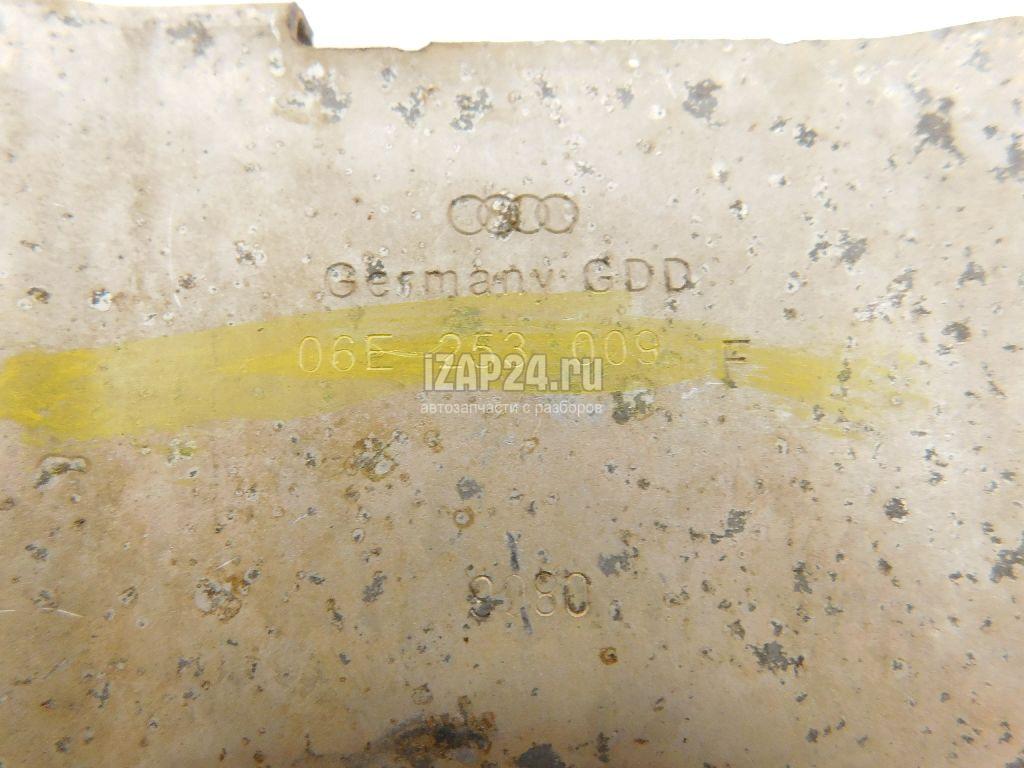 Germany GDD
06E 253 009 F
iZAP24.ru
автозапчасти с разборов